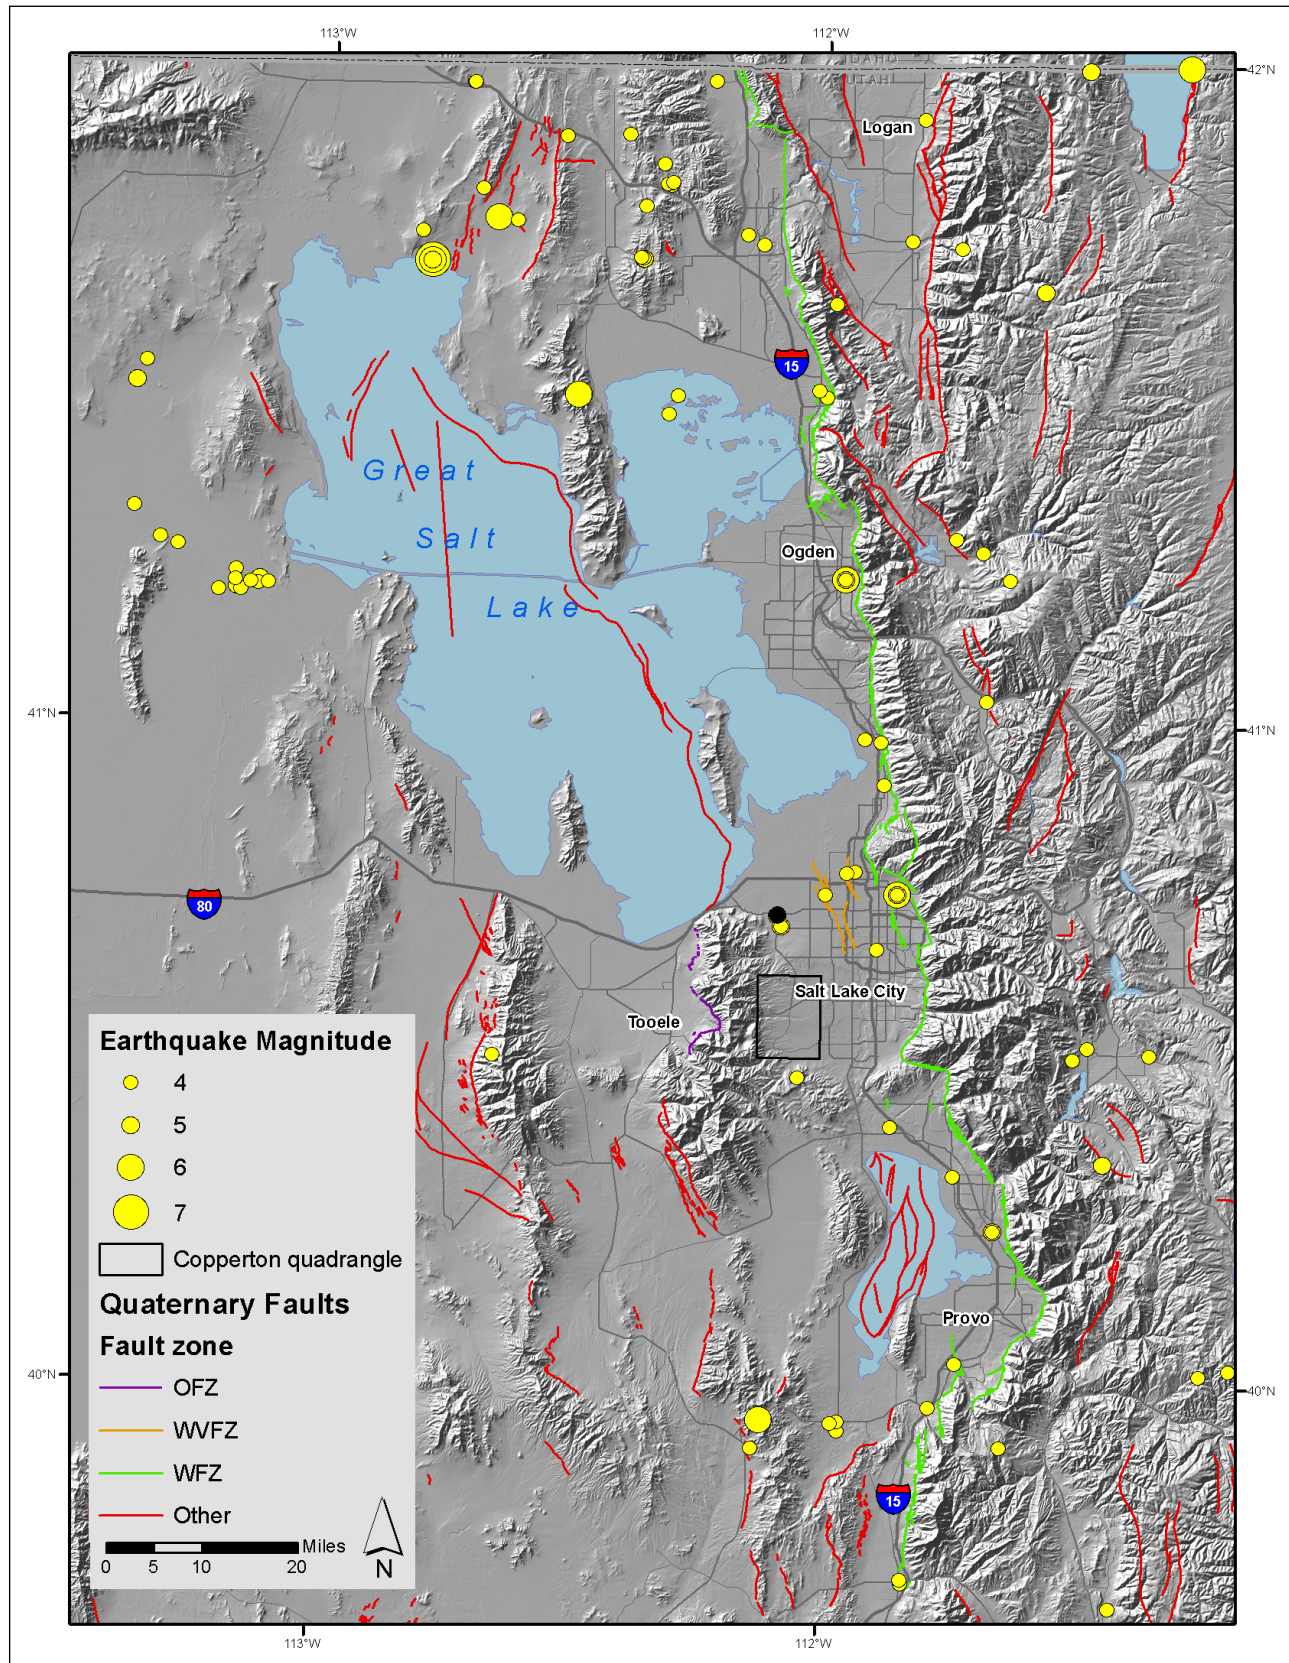 113°W
112°W
IDAHO
UTAH
42°N
Logan
15
Great
Salt
Lake
Ogden
41°N
41°N
80
Salt Lake City
Tooele
Earthquake Magnitude
4
5
6
7
Copperton quadrangle
Quaternary Faults
Fault zone
OFZ
WVFZ
WFZ
Other
0 5 10 20 Miles
N
Provo
40°N
40°N
15
113°W
112°W